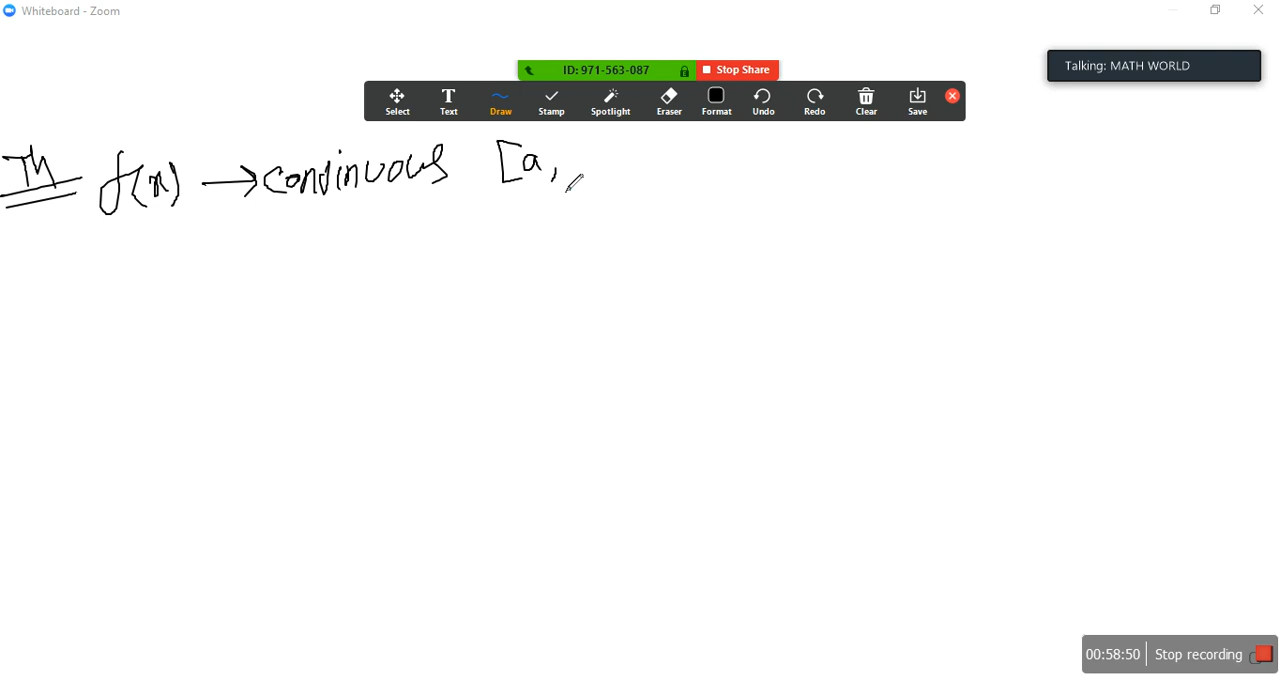 Whiteboard - Zoom
ID: 971-563-087 Stop Share
Talking: MATH WORLD
Select Text Draw Stamp Spotlight Eraser Format Undo Redo Clear Save
Th f(x) → continuous [a,
00:58:50 Stop recording